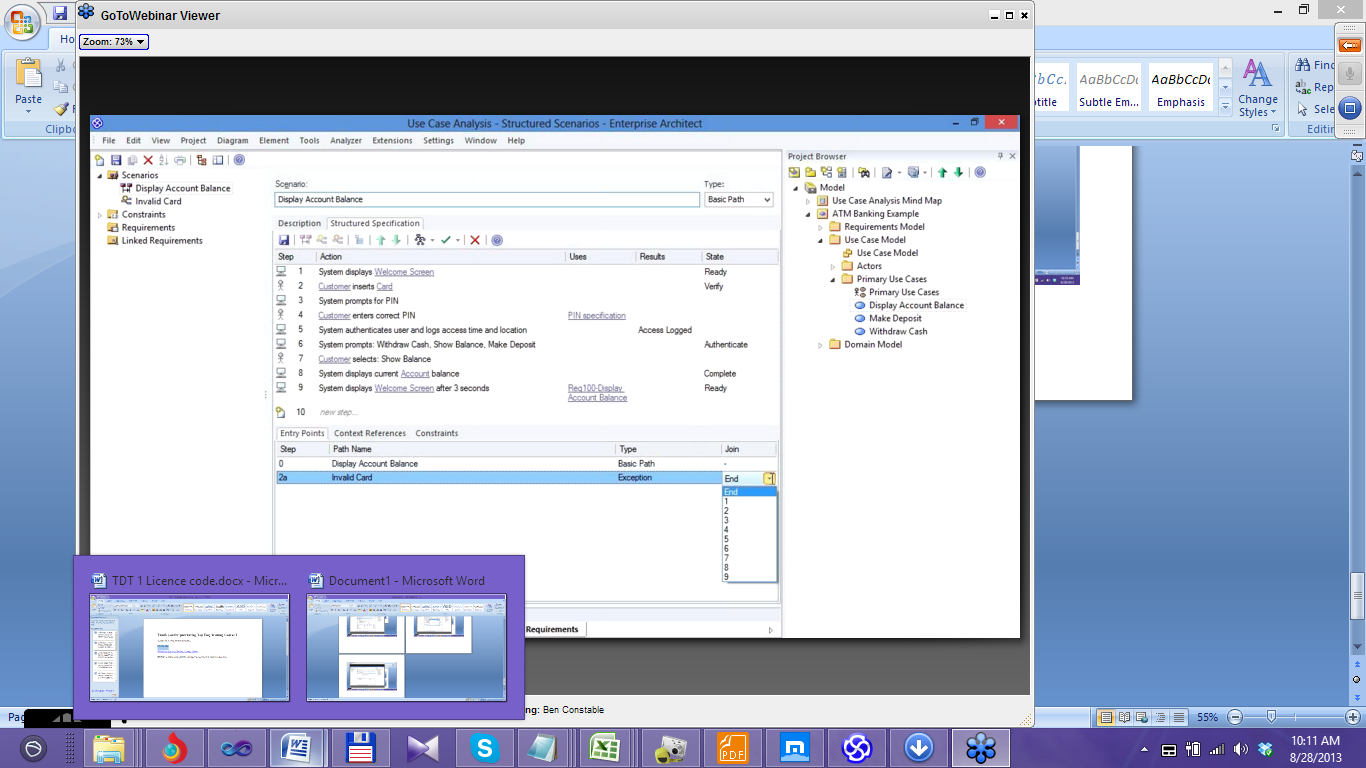 GoToWebinar Viewer
Zoom: 73%
Ho
Paste
Clipbo
Use Case Analysis - Structured Scenarios - Enterprise Architect
File Edit View Project Diagram Element Tools Analyzer Extensions Settings Window Help
Scenarios
Display Account Balance
Invalid Card
Constraints
Requirements
Linked Requirements
Scenario:
Type:
Display Account Balance
Basic Path
Description Structured Specification
Step Action Uses Results State
1 System displays Welcome Screen Ready
2 Customer inserts Card Verify
3 System prompts for PIN
4 Customer enters correct PIN PIN specification
5 System authenticates user and logs access time and location Access Logged
6 System prompts: Withdraw Cash, Show Balance, Make Deposit Authenticate
7 Customer selects: Show Balance
8 System displays current Account balance Complete
9 System displays Welcome Screen after 3 seconds Req100-Display Account Balance Ready
10 new step...
Entry Points Context References Constraints
Step Path Name Type Join
0 Display Account Balance Basic Path -
2a Invalid Card Exception End
End
1
2
3
4
5
6
7
8
9
Requirements
Project Browser
Model
Use Case Analysis Mind Map
ATM Banking Example
Requirements Model
Use Case Model
Use Case Model
Actors
Primary Use Cases
Primary Use Cases
Display Account Balance
Make Deposit
Withdraw Cash
Domain Model
AaBbCcDc
AaBbCcDc
Subtle Em...
Emphasis
Change
Styles
Find
Rep
Sele
Editin
TDT 1 Licence code.docx - Micr...
Document1 - Microsoft Word
ng: Ben Constable
Pag
55%
PDF
10:11 AM
8/28/2013